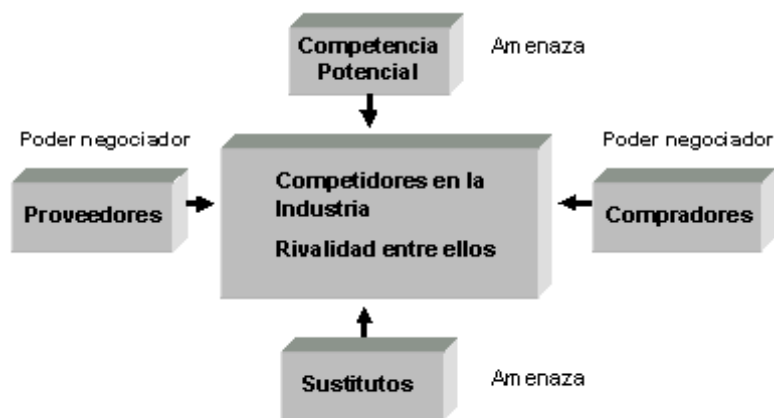 Competencia
Potencial
Amenaza
Poder negociador
Poder negociador
Proveedores
Competidores en la
Industria
Rivalidad entre ellos
Compradores
Sustitutos
Amenaza